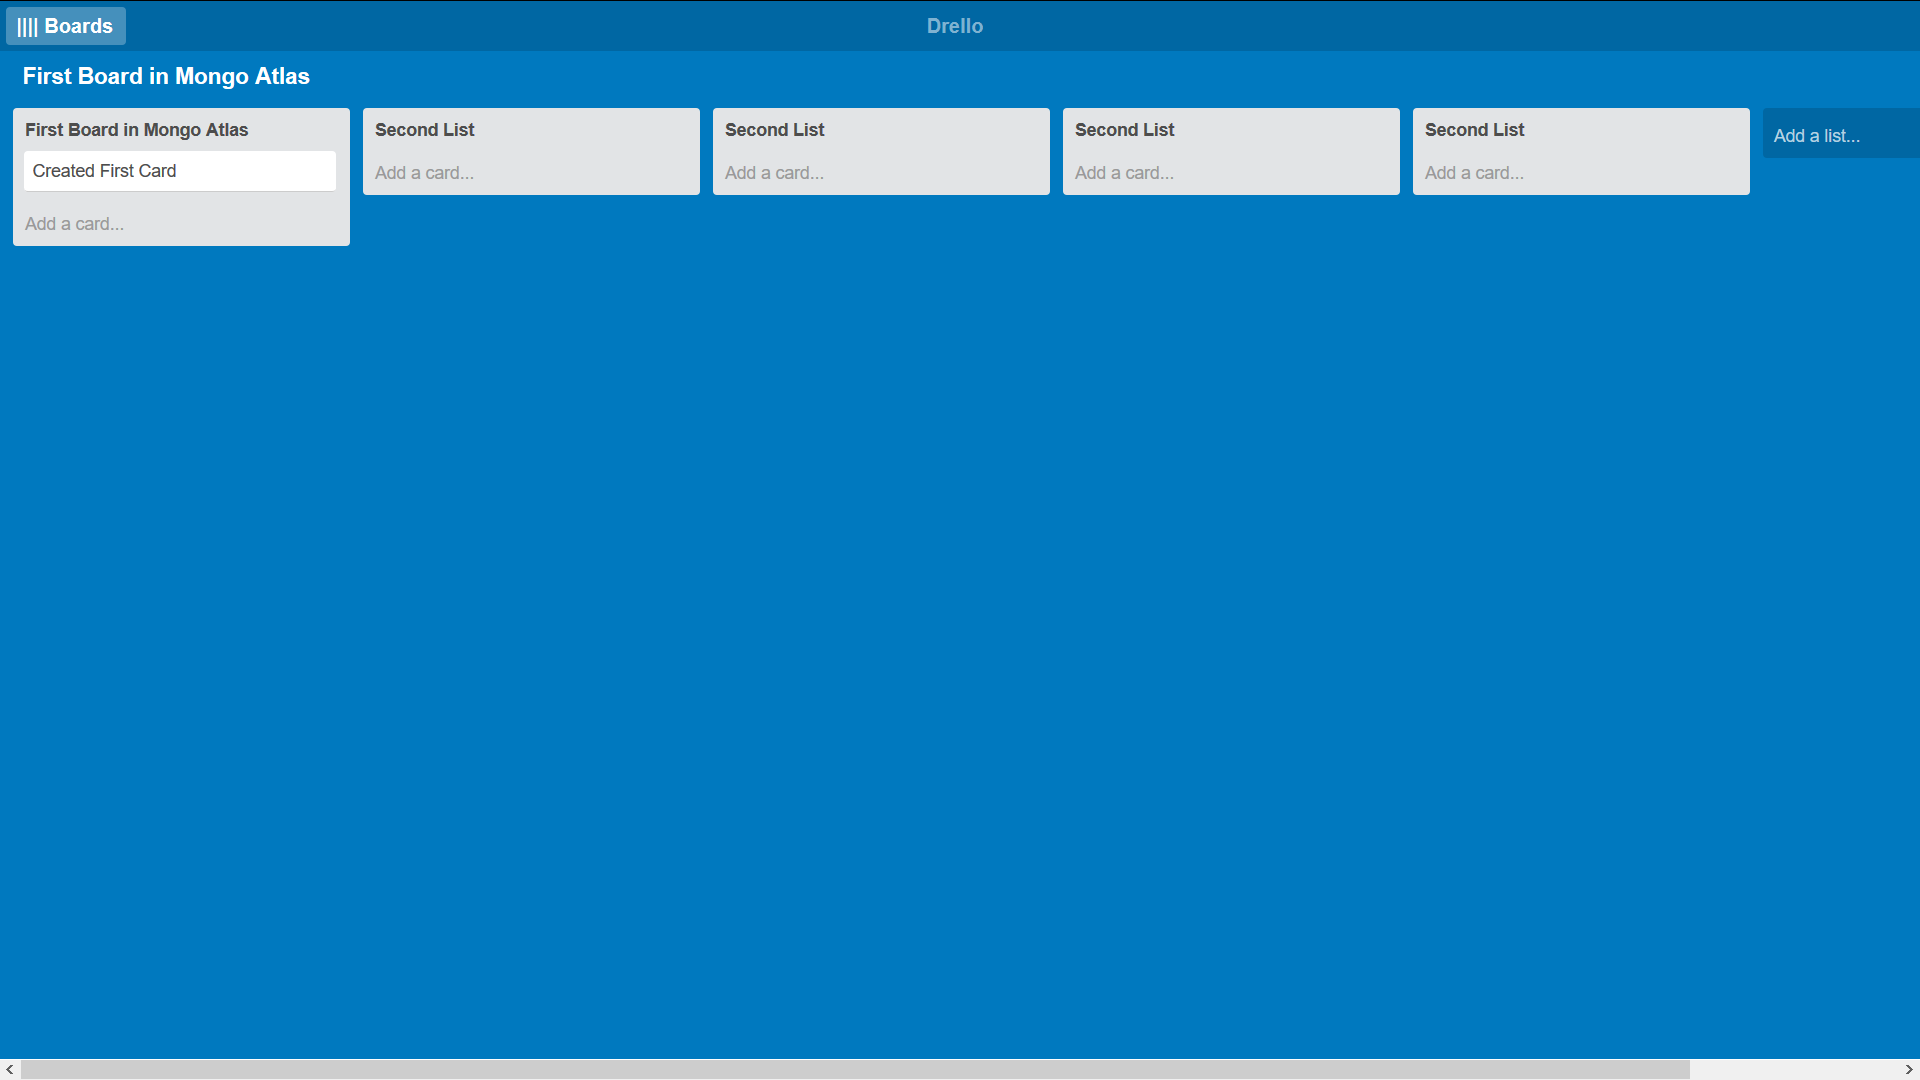 |||| Boards
Drello
First Board in Mongo Atlas
First Board in Mongo Atlas
Created First Card
Add a card...
Second List
Add a card...
Second List
Add a card...
Second List
Add a card...
Second List
Add a card...
Add a list...